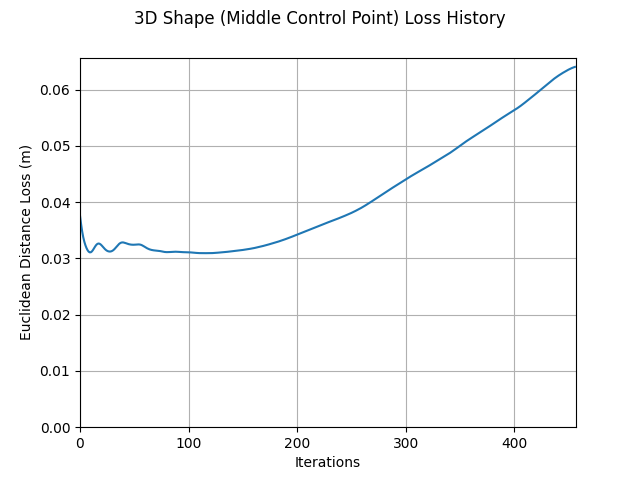 3D Shape (Middle Control Point) Loss History
Euclidean Distance Loss (m)
0.06
0.05
0.04
0.03
0.02
0.01
0.00
0 100 200 300 400
Iterations